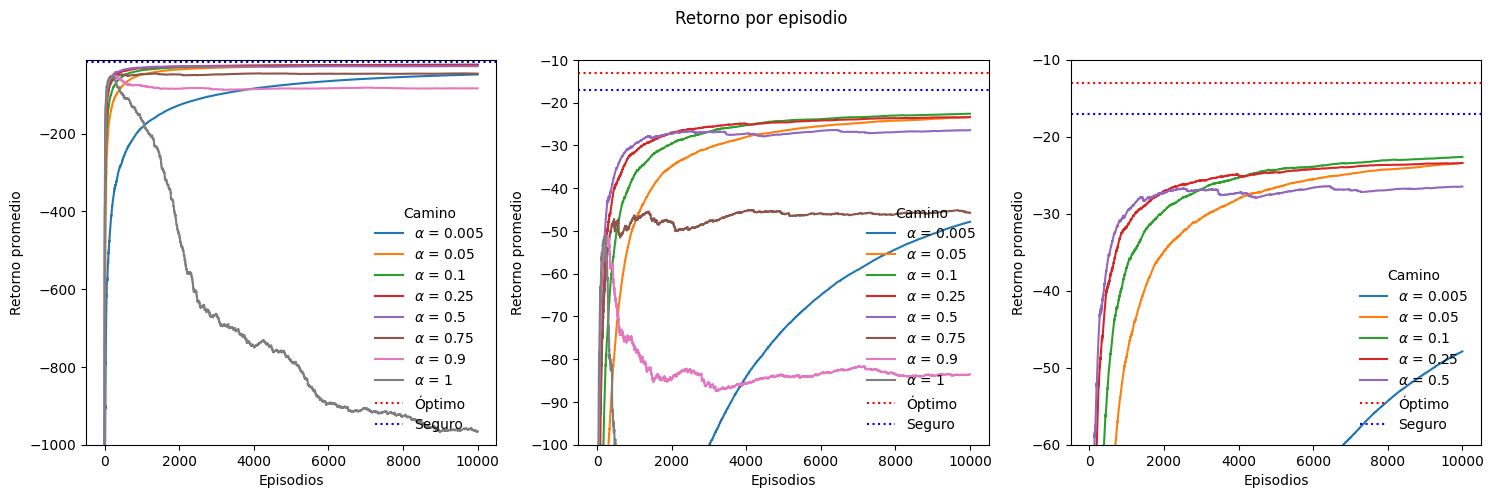 Retorno por episodio
Retorno promedio
−200
−400
−600
−800
−1000
0
2000
4000
6000
8000
10000
Episodios
Camino
α = 0.005
α = 0.05
α = 0.1
α = 0.25
α = 0.5
α = 0.75
α = 0.9
α = 1
Óptimo
Seguro
Retorno promedio
−10
−20
−30
−40
−50
−60
−70
−80
−90
−100
0
2000
4000
6000
8000
10000
Episodios
Camino
α = 0.005
α = 0.05
α = 0.1
α = 0.25
α = 0.5
α = 0.75
α = 0.9
α = 1
Óptimo
Seguro
Retorno promedio
−10
−20
−30
−40
−50
−60
0
2000
4000
6000
8000
10000
Episodios
Camino
α = 0.005
α = 0.05
α = 0.1
α = 0.25
α = 0.5
Óptimo
Seguro